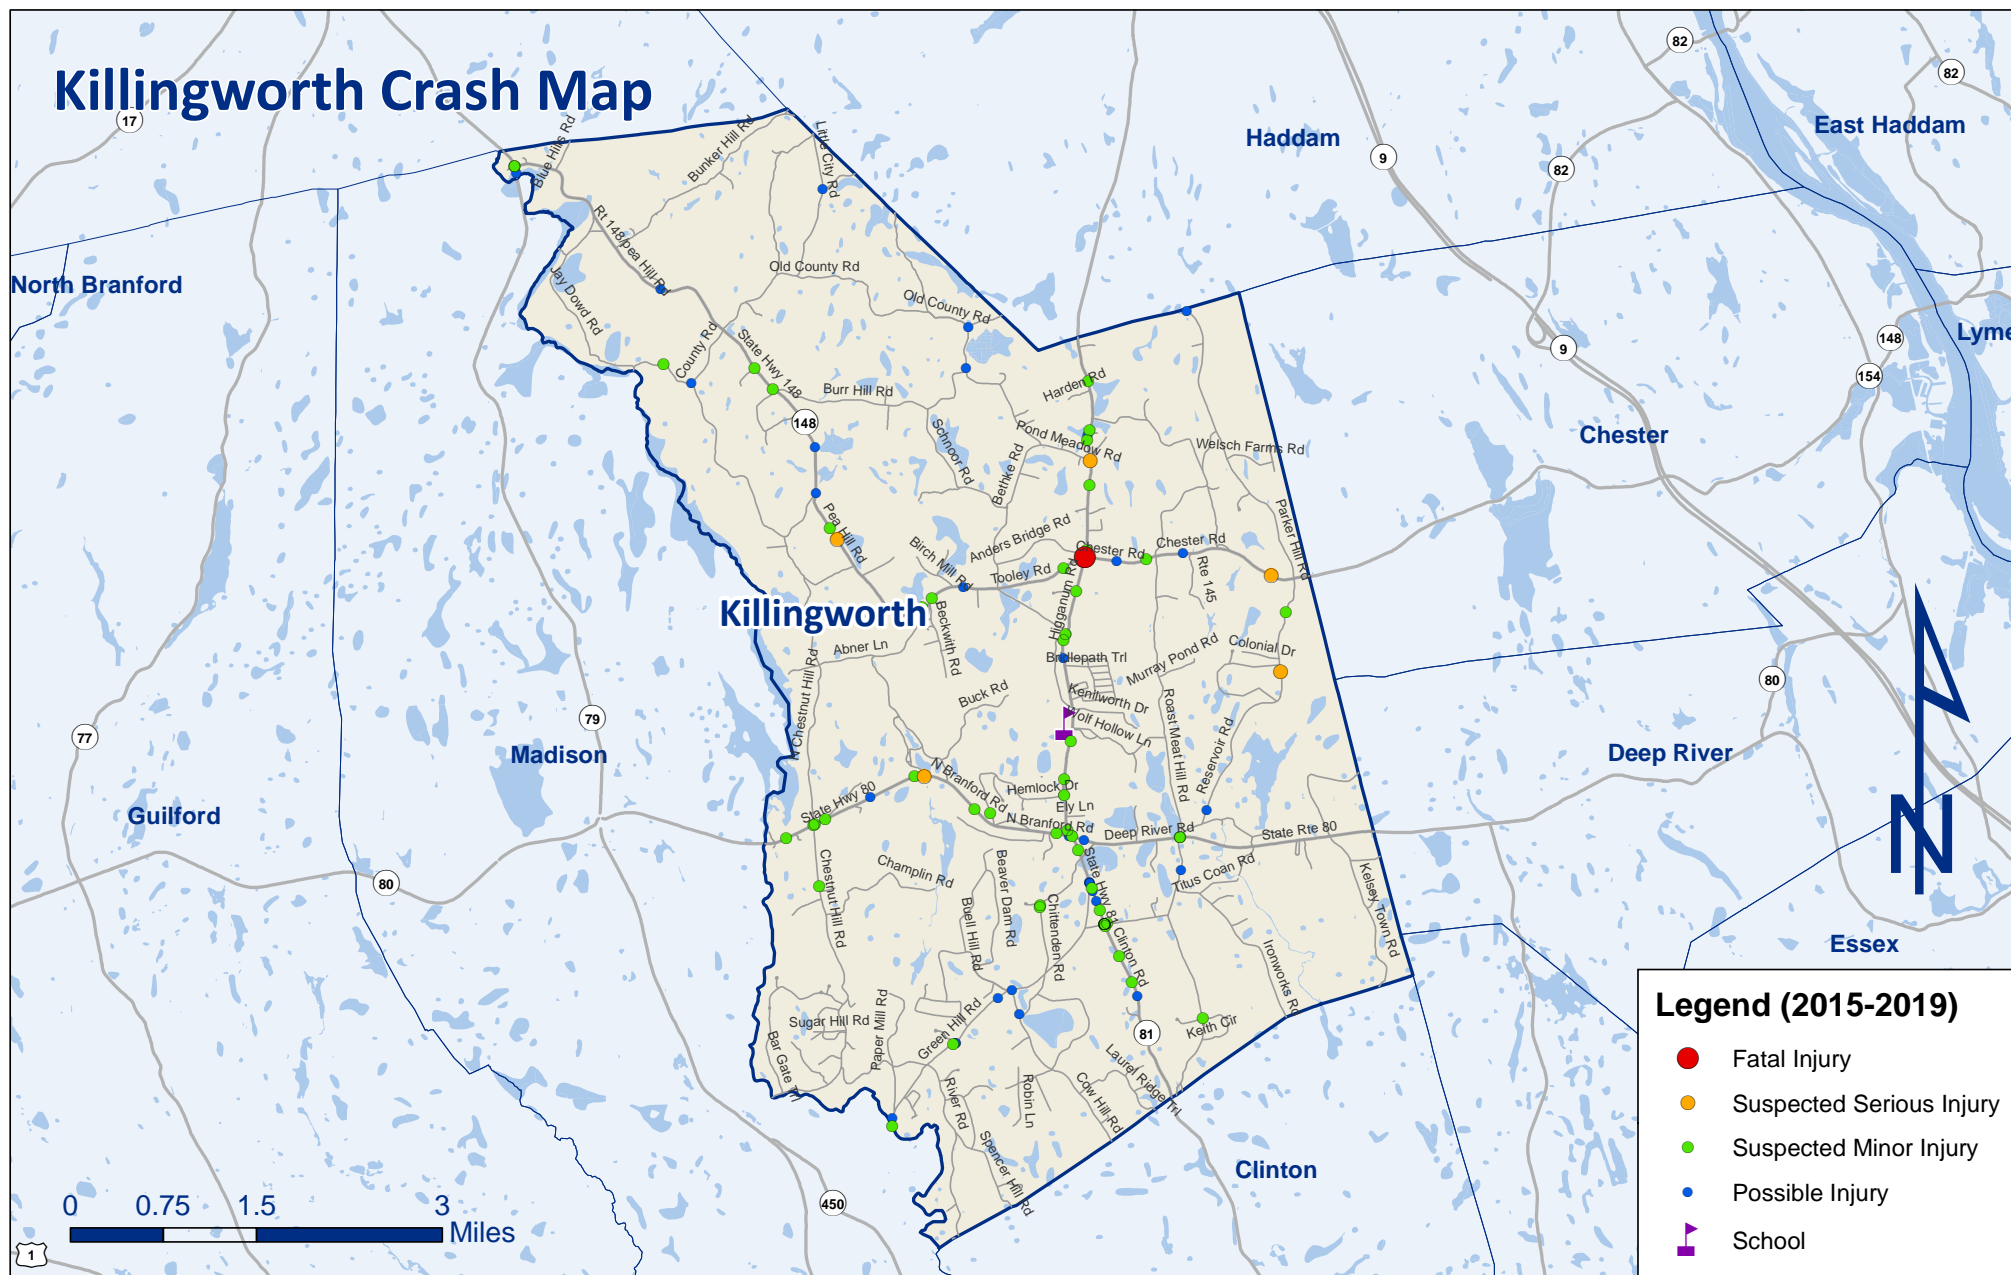 Killingworth Crash Map
82
82
17
Haddam
East Haddam
9
82
Blue Hills Rd
Bunker Hill Rd
Little City Rd
Rt 148/pea Hill Rd
North Branford
Old County Rd
Jay Dowd Rd
Old County Rd
Lyme
148
9
154
County Rd
State Hwy 148
Burr Hill Rd
Harden Rd
148
Chester
Schnoor Rd
Bethke Rd
Pond Meadow Rd
Welsch Farms Rd
Pea Hill Rd
Parker Hill Rd
Anders Bridge Rd
Birch Mill Rd
Tooley Rd
Chester Rd
Chester Rd
Rte 145
Killingworth
Beckwith Rd
Higganum Rd
Abner Ln
Bridlepath Trl
Murray Pond Rd
Colonial Dr
N Chestnut Hill Rd
Buck Rd
Kenilworth Dr
Wolf Hollow Ln
Roast Meat Hill Rd
Reservoir Rd
80
79
77
Madison
Deep River
Guilford
State Hwy 80
N Branford Rd
Hemlock Dr
Ely Ln
N Branford Rd
Deep River Rd
State Rte 80
80
Chestnut Hill Rd
Champlin Rd
Beaver Dam Rd
Buell Hill Rd
Chittenden Rd
State Hwy 81
Clinton Rd
Titus Coan Rd
Kelsey Town Rd
Ironworks Rd
N
Essex
Sugar Hill Rd
Paper Mill Rd
Green Hill Rd
Bar Gate Trl
81
Keith Cir
River Rd
Robin Ln
Cow Hill Rd
Laurel Ridge Trl
Spencer Hill Rd
Clinton
450
1
0 0.75 1.5 3
Miles
Legend (2015-2019)
Fatal Injury
Suspected Serious Injury
Suspected Minor Injury
Possible Injury
School